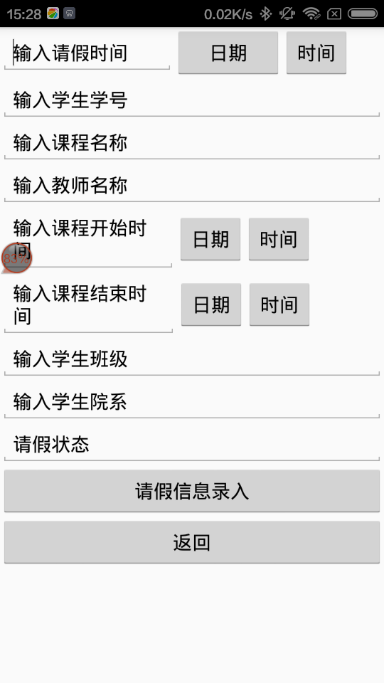 15:28 0.02K/s
输入请假时间 日期 时间
输入学生学号
输入课程名称
输入教师名称
输入课程开始时
间 日期 时间
输入课程结束时
间 日期 时间
输入学生班级
输入学生院系
请假状态
请假信息录入
返回